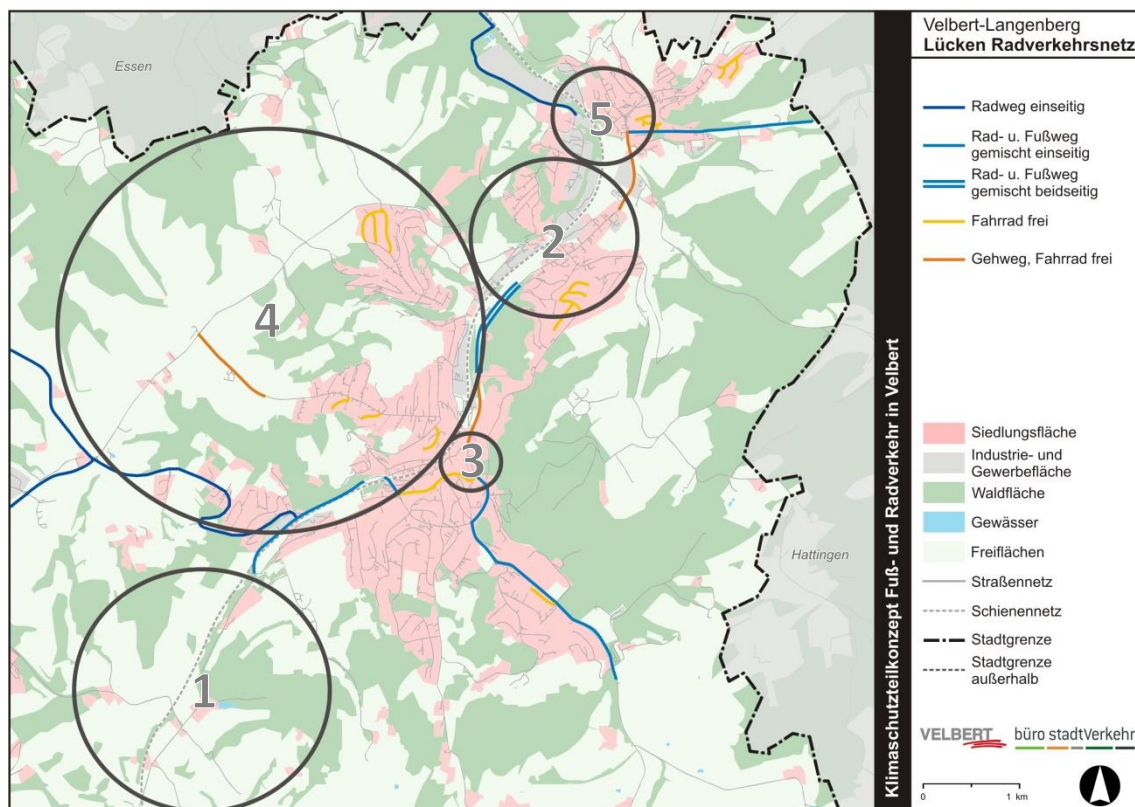 Essen
Hattingen
1
2
3
4
5
Klimaschutzteilkonzept Fuß- und Radverkehr in Velbert
Velbert-Langenberg
Lücken Radverkehrsnetz
Radweg einseitig
Rad- u. Fußweg
gemischt einseitig
Rad- u. Fußweg
gemischt beidseitig
Fahrrad frei
Gehweg, Fahrrad frei
Siedlungsfläche
Industrie- und
Gewerbefläche
Waldfläche
Gewässer
Freiflächen
Straßennetz
Schienennetz
Stadtgrenze
Stadtgrenze
außerhalb
VELBERT
büro stadtVerkehr
0 1 km